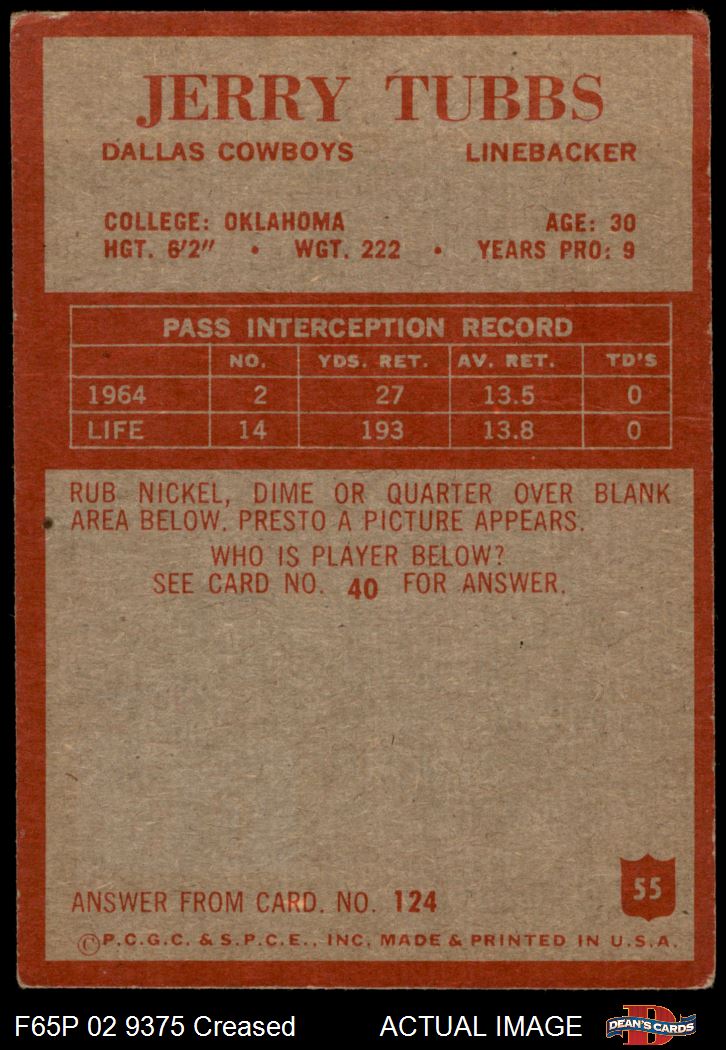 JERRY TUBBS
DALLAS COWBOYS LINEBACKER
COLLEGE: OKLAHOMA AGE: 30
HGT. 6'2" • WGT. 222 • YEARS PRO: 9
PASS INTERCEPTION RECORD
NO. YDS. RET. AV. RET. TD'S
1964 2 27 13.5 0
LIFE 14 193 13.8 0
RUB NICKEL, DIME OR QUARTER OVER BLANK
AREA BELOW. PRESTO A PICTURE APPEARS.
WHO IS PLAYER BELOW?
SEE CARD NO. 40 FOR ANSWER.
55
ANSWER FROM CARD. NO. 124
©P.C.G.C. & S.P.C.E., INC. MADE & PRINTED IN U.S.A.
F65P 02 9375 Creased ACTUAL IMAGE
D
DEAN'S CARDS